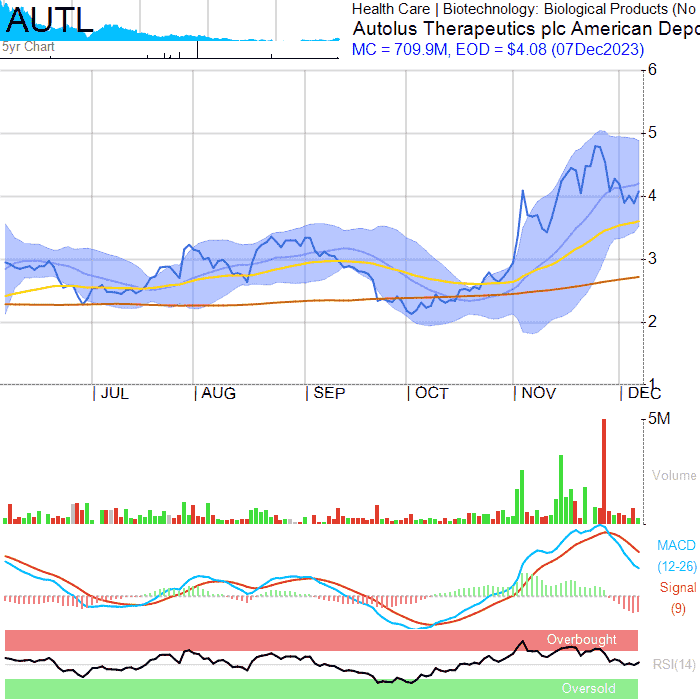 AUTL
5yr Chart
Health Care | Biotechnology: Biological Products (No
Autolus Therapeutics plc American Depo
MC = 709.9M, EOD = $4.08 (07Dec2023)
6
5
4
3
2
1
JUL AUG SEP OCT NOV DEC
5M
Volume
MACD
(12-26)
Signal
(9)
Overbought
RSI(14)
Oversold